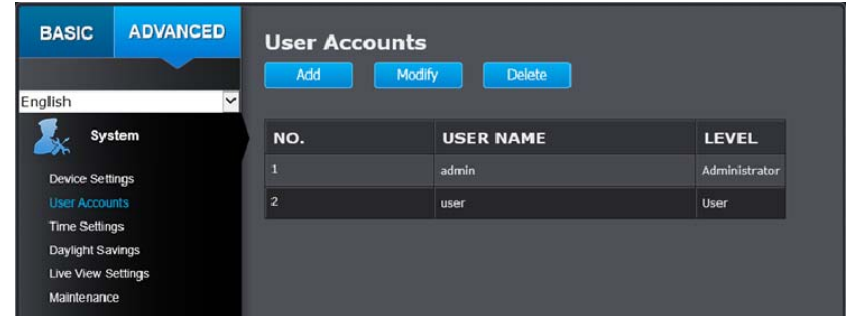 BASIC ADVANCED
English
System
Device Settings
User Accounts
Time Settings
Daylight Savings
Live View Settings
Maintenance
User Accounts
Add Modify Delete
NO. USER NAME LEVEL
1 admin Administrator
2 user User